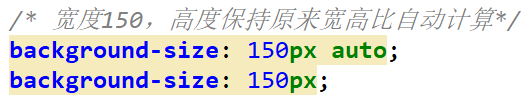 /* 宽度150，高度保持原来宽高比自动计算*/
background-size: 150px auto;
background-size: 150px;